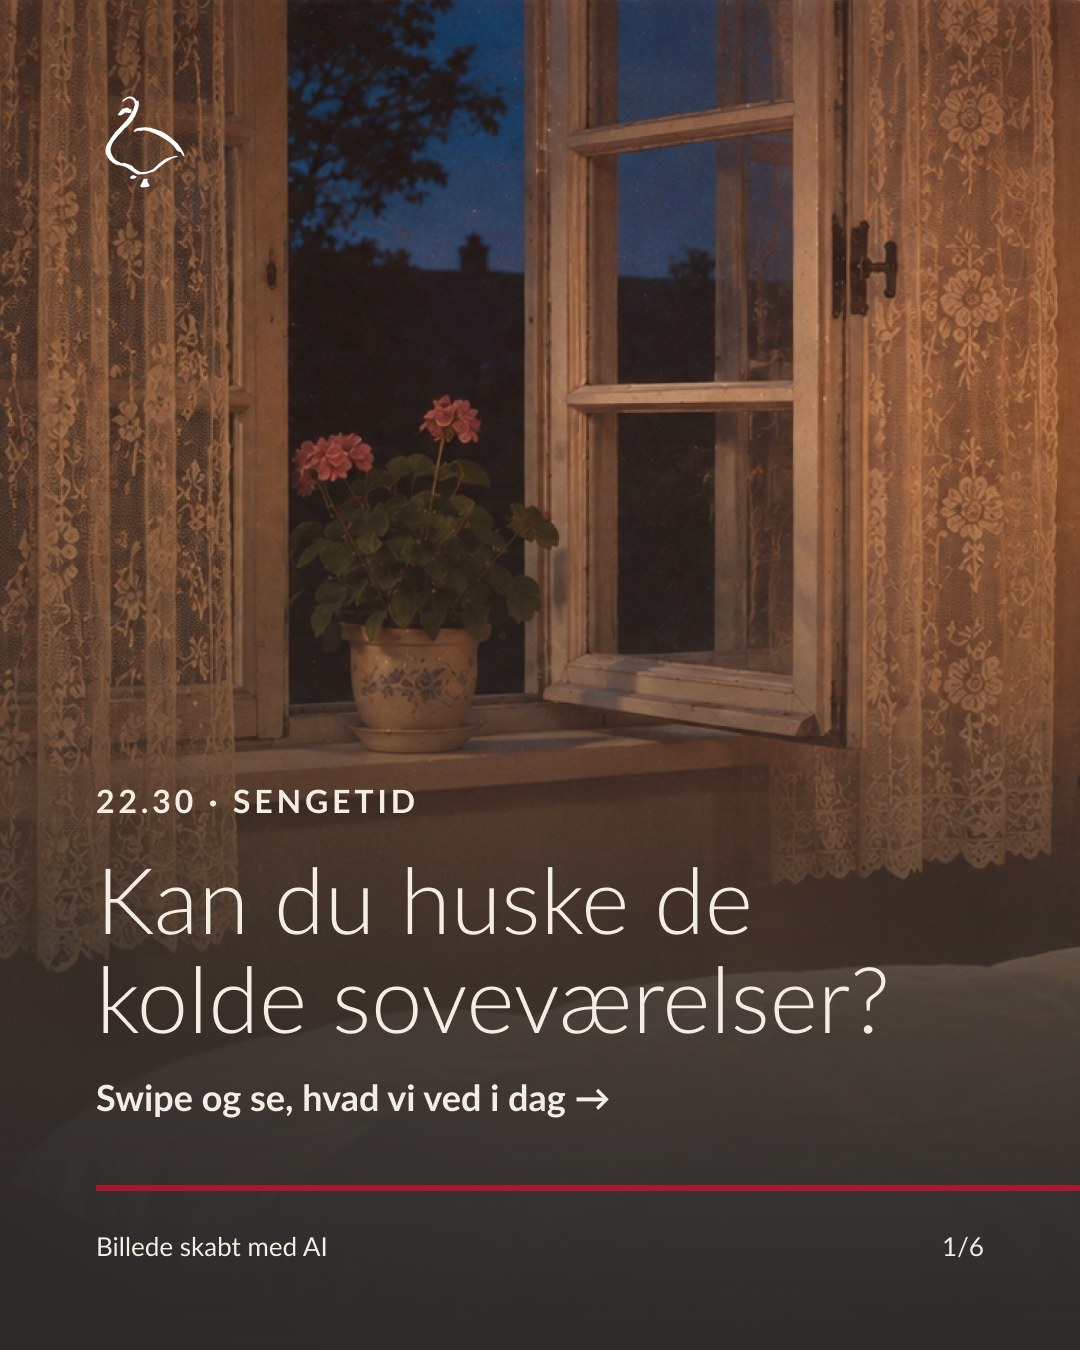 22.30 · SENGETID
Kan du huske de
kolde soveværelser?
Swipe og se, hvad vi ved i dag →
Billede skabt med AI
1/6